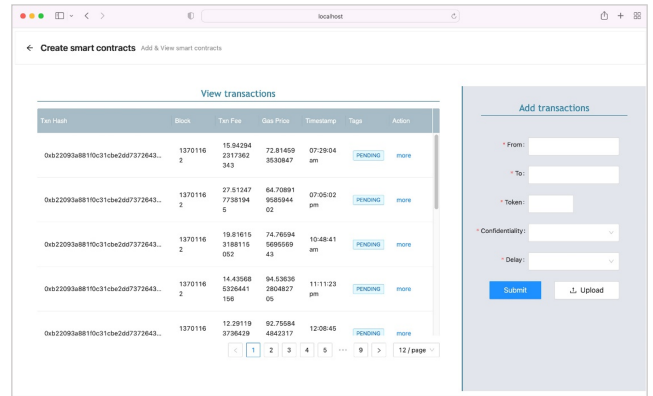 localhost
Create smart contracts Add & View smart contracts
View transactions
Txn Hash Block Txn Fee Gas Price Timestamp Tags Action
0xb22093a881f0c31cbe2dd7372643... 1370116 2 15.94294 2317362 343 72.81459 3530847 07:29:04 am PENDING more
0xb22093a881f0c31cbe2dd7372643... 1370116 2 27.51247 7738194 5 64.70891 9585944 02 07:05:02 pm PENDING more
0xb22093a881f0c31cbe2dd7372643... 1370116 2 19.81615 3188115 052 74.76594 5695569 43 10:48:41 am PENDING more
0xb22093a881f0c31cbe2dd7372643... 1370116 2 14.43568 5326441 156 94.53636 2804827 05 11:11:23 pm PENDING more
0xb22093a881f0c31cbe2dd7372643... 1370116 12.29119 3736429 92.75584 4842317 12:08:45 PENDING more
< 1 2 3 4 5 ••• 9 > 12 / page
Add transactions
* From:
* To:
* Token:
* Confidentiality:
* Delay:
Submit Upload